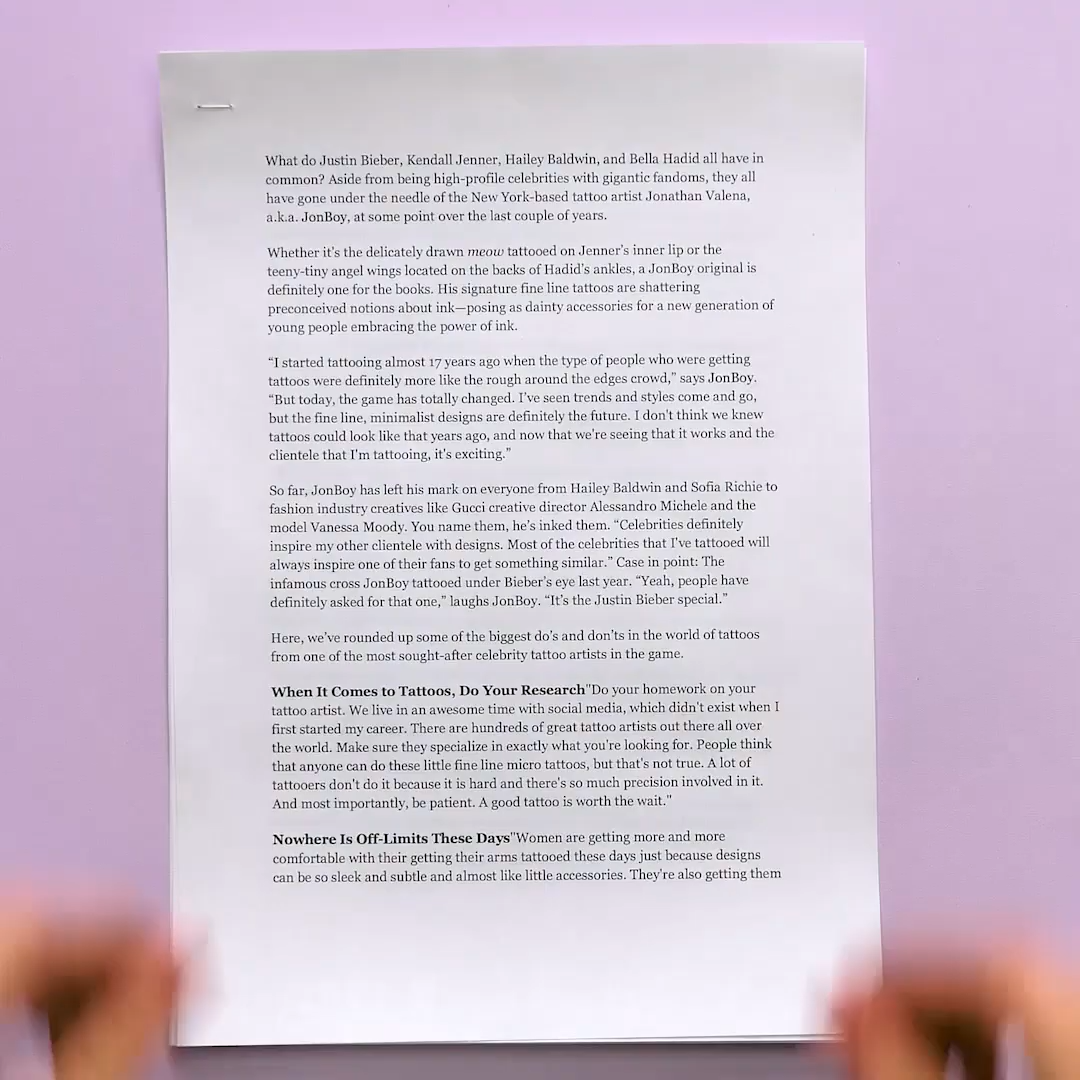 What do Justin Bieber, Kendall Jenner, Hailey Baldwin, and Bella Hadid all have in
common? Aside from being high-profile celebrities with gigantic fandoms, they all
have gone under the needle of the New York-based tattoo artist Jonathan Valena,
a.k.a. JonBoy, at some point over the last couple of years.
Whether it’s the delicately drawn meow tattooed on Jenner’s inner lip or the
teeny-tiny angel wings located on the backs of Hadid’s ankles, a JonBoy original is
definitely one for the books. His signature fine line tattoos are shattering
preconceived notions about ink—posing as dainty accessories for a new generation of
young people embracing the power of ink.
“I started tattooing almost 17 years ago when the type of people who were getting
tattoos were definitely more like the rough around the edges crowd,” says JonBoy.
“But today, the game has totally changed. I’ve seen trends and styles come and go,
but the fine line, minimalist designs are definitely the future. I don't think we knew
tattoos could look like that years ago, and now that we're seeing that it works and the
clientele that I'm tattooing, it's exciting.”
So far, JonBoy has left his mark on everyone from Hailey Baldwin and Sofia Richie to
fashion industry creatives like Gucci creative director Alessandro Michele and the
model Vanessa Moody. You name them, he’s inked them. “Celebrities definitely
inspire my other clientele with designs. Most of the celebrities that I’ve tattooed will
always inspire one of their fans to get something similar.” Case in point: The
infamous cross JonBoy tattooed under Bieber’s eye last year. “Yeah, people have
definitely asked for that one,” laughs JonBoy. “It’s the Justin Bieber special.”
Here, we’ve rounded up some of the biggest do’s and don’ts in the world of tattoos
from one of the most sought-after celebrity tattoo artists in the game.
When It Comes to Tattoos, Do Your Research"Do your homework on your
tattoo artist. We live in an awesome time with social media, which didn't exist when I
first started my career. There are hundreds of great tattoo artists out there all over
the world. Make sure they specialize in exactly what you're looking for. People think
that anyone can do these little fine line micro tattoos, but that's not true. A lot of
tattooers don't do it because it is hard and there's so much precision involved in it.
And most importantly, be patient. A good tattoo is worth the wait."
Nowhere Is Off-Limits These Days"Women are getting more and more
comfortable with their getting their arms tattooed these days just because designs
can be so sleek and subtle and almost like little accessories. They're also getting them